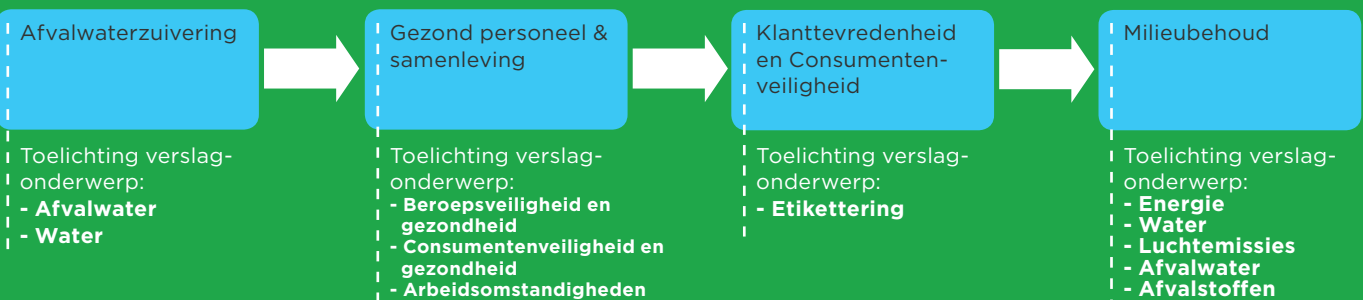 Afvalwaterzuivering
Toelichting verslag-
onderwerp:
- Afvalwater
- Water
Gezond personeel &
samenleving
Toelichting verslag-
onderwerp:
- Beroepsveiligheid en
gezondheid
- Consumentenveiligheid en
gezondheid
- Arbeidsomstandigheden
Klanttevredenheid
en Consumenten-
veiligheid
Toelichting verslag-
onderwerp:
- Etikettering
Milieubehoud
Toelichting verslag-
onderwerp:
- Energie
- Water
- Luchtemissies
- Afvalwater
- Afvalstoffen